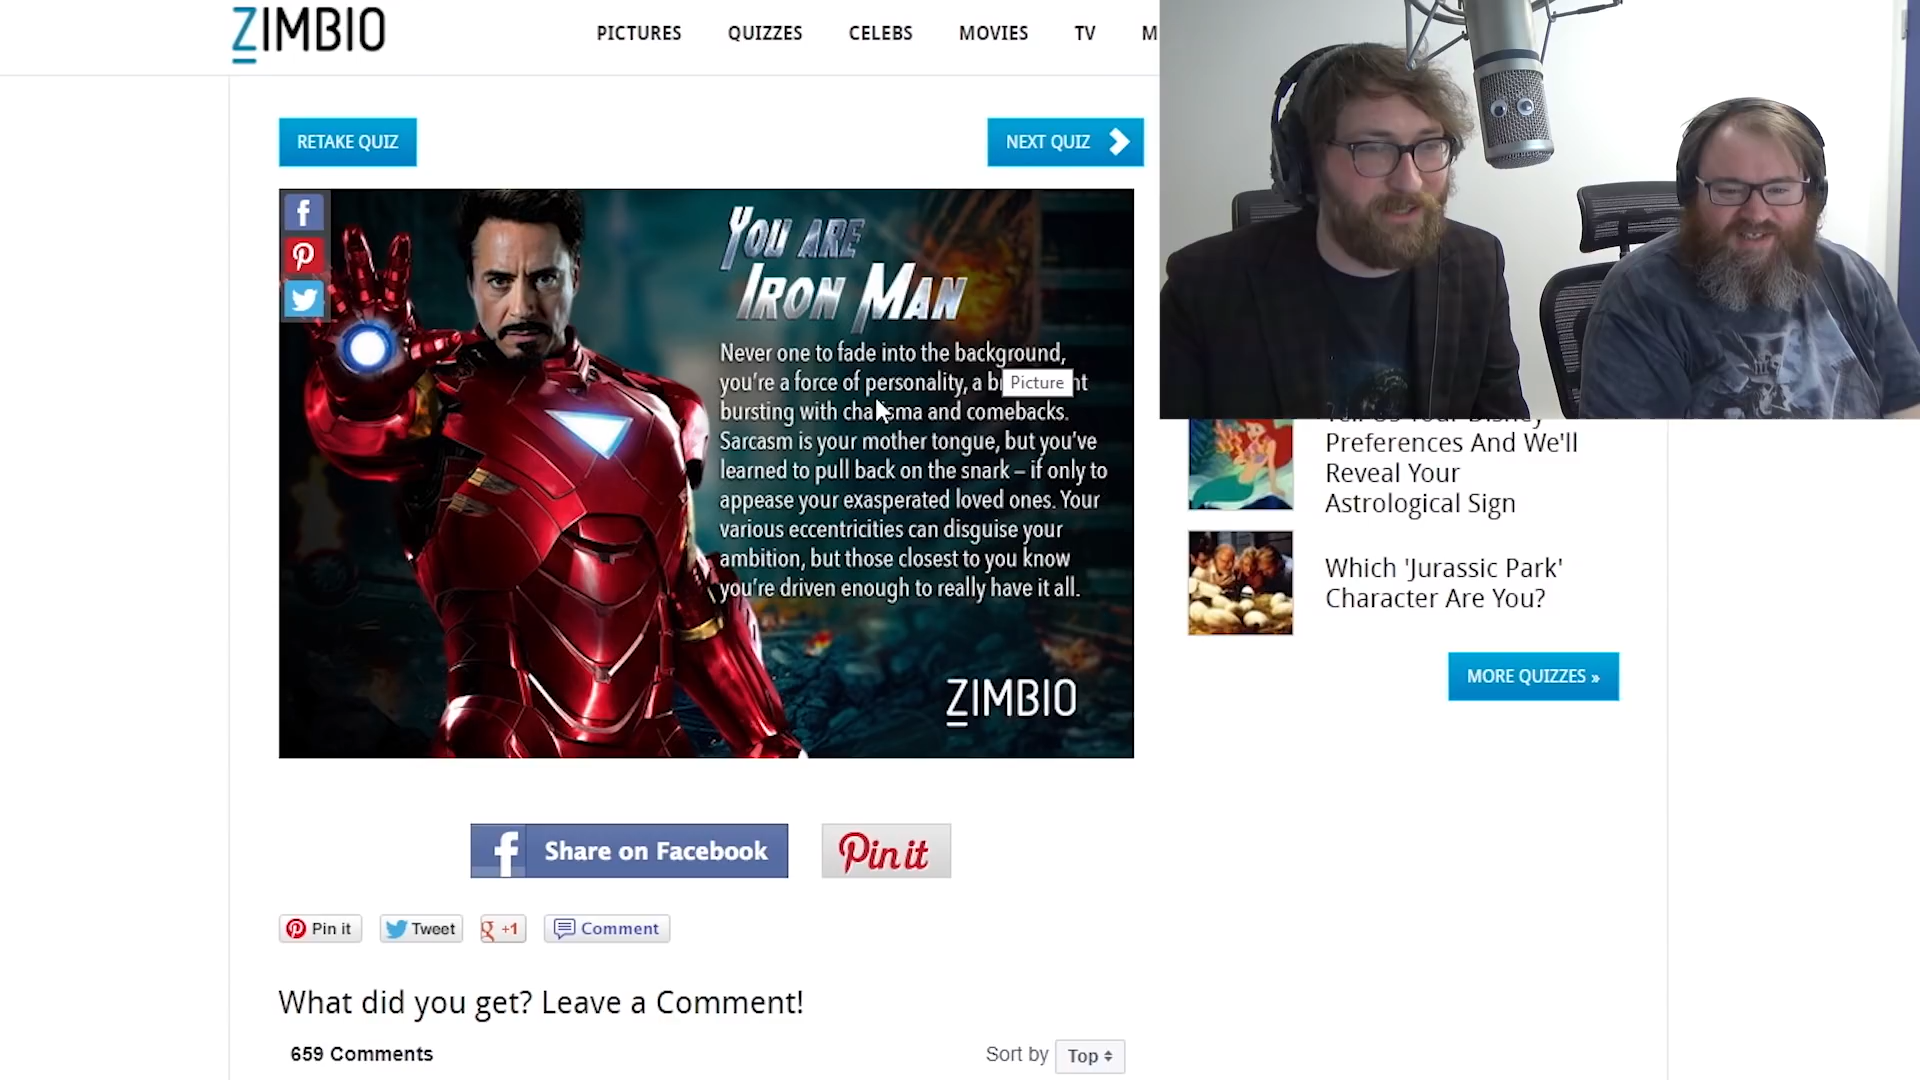 ZIMBIO
PICTURES QUIZZES CELEBS MOVIES TV M
RETAKE QUIZ
NEXT QUIZ
YOU ARE
IRON MAN
Never one to fade into the background,
you're a force of personality, a
Picture
bursting with charisma and comebacks.
Sarcasm is your mother tongue, but you've
learned to pull back on the snark – if only to
appease your exasperated loved ones. Your
various eccentricities can disguise your
ambition, but those closest to you know
you're driven enough to really have it all.
ZIMBIO
Tell Us Your Disney
Preferences And We'll
Reveal Your
Astrological Sign
Which 'Jurassic Park'
Character Are You?
MORE QUIZZES »
f Share on Facebook
Pin it
Pin it
Tweet
g +1
Comment
What did you get? Leave a Comment!
659 Comments
Sort by Top